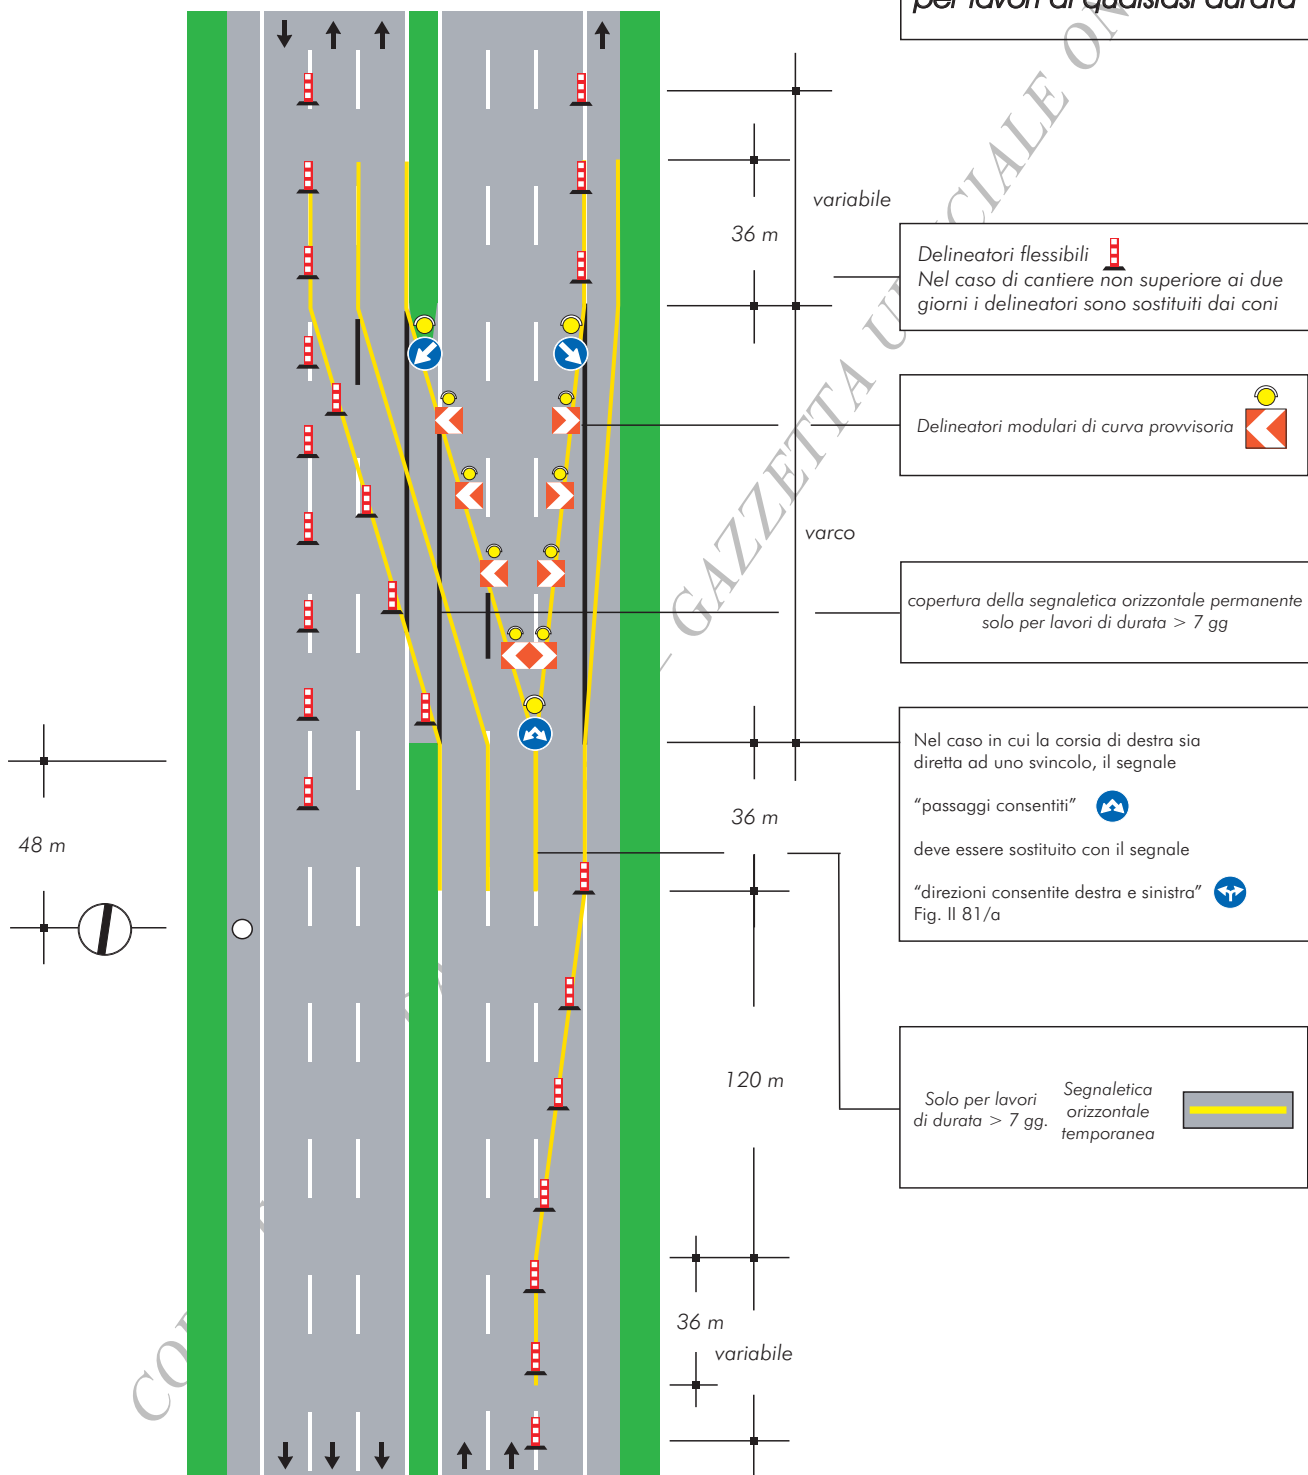 per lavori di qualsiasi durata
variabile
36 m
Delineatori flessibili
Nel caso di cantiere non superiore ai due
giorni i delineatori sono sostituiti dai coni
Delineatori modulari di curva provvisoria
varco
copertura della segnaletica orizzontale permanente
solo per lavori di durata > 7 gg
Nel caso in cui la corsia di destra sia
diretta ad uno svincolo, il segnale
“passaggi consentiti”
deve essere sostituito con il segnale
“direzioni consentite destra e sinistra”
Fig. II 81/a
36 m
48 m
120 m
Solo per lavori
di durata > 7 gg.
Segnaletica
orizzontale
temporanea
36 m
variabile
GAZZETTA